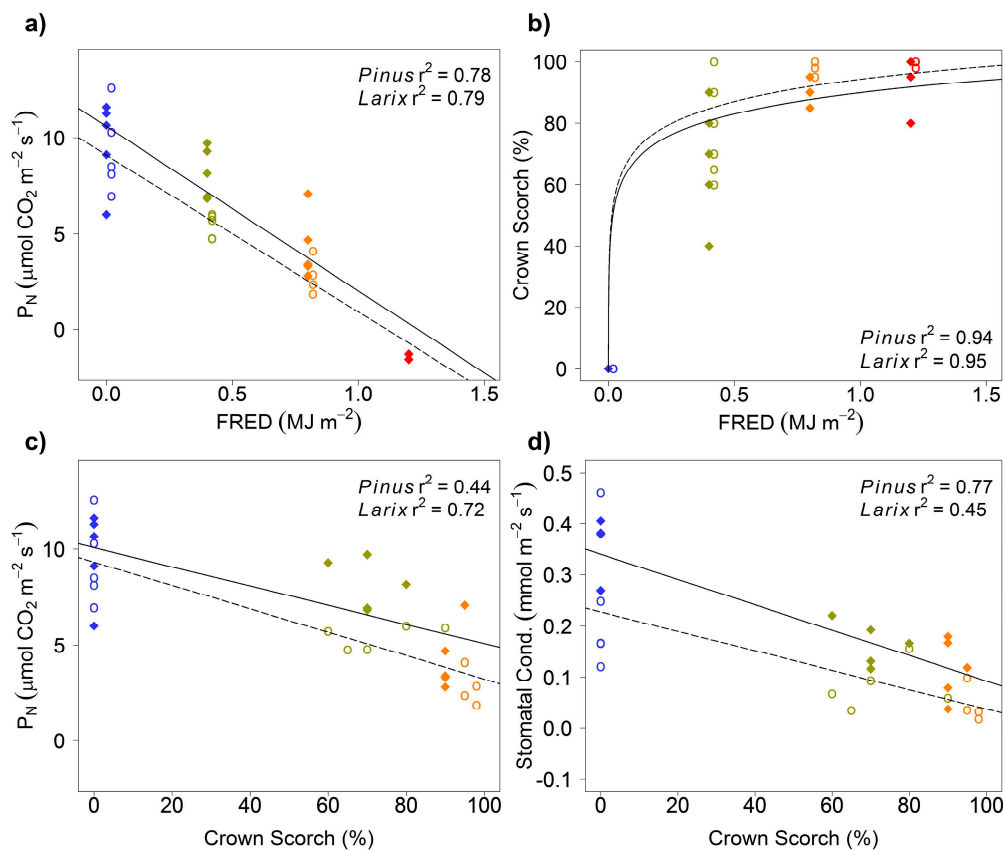 a)
Pinus r² = 0.78
Larix r² = 0.79
10
5
0
P_N (μmol CO₂ m⁻² s⁻¹)
0.0 0.5 1.0 1.5
FRED (MJ m⁻²)
b)
100
80
60
40
20
0
Crown Scorch (%)
Pinus r² = 0.94
Larix r² = 0.95
0.0 0.5 1.0 1.5
FRED (MJ m⁻²)
c)
Pinus r² = 0.44
Larix r² = 0.72
10
5
0
P_N (μmol CO₂ m⁻² s⁻¹)
0 20 40 60 80 100
Crown Scorch (%)
d)
Pinus r² = 0.77
Larix r² = 0.45
0.5
0.4
0.3
0.2
0.1
0.0
-0.1
Stomatal Cond. (mmol m⁻² s⁻¹)
0 20 40 60 80 100
Crown Scorch (%)